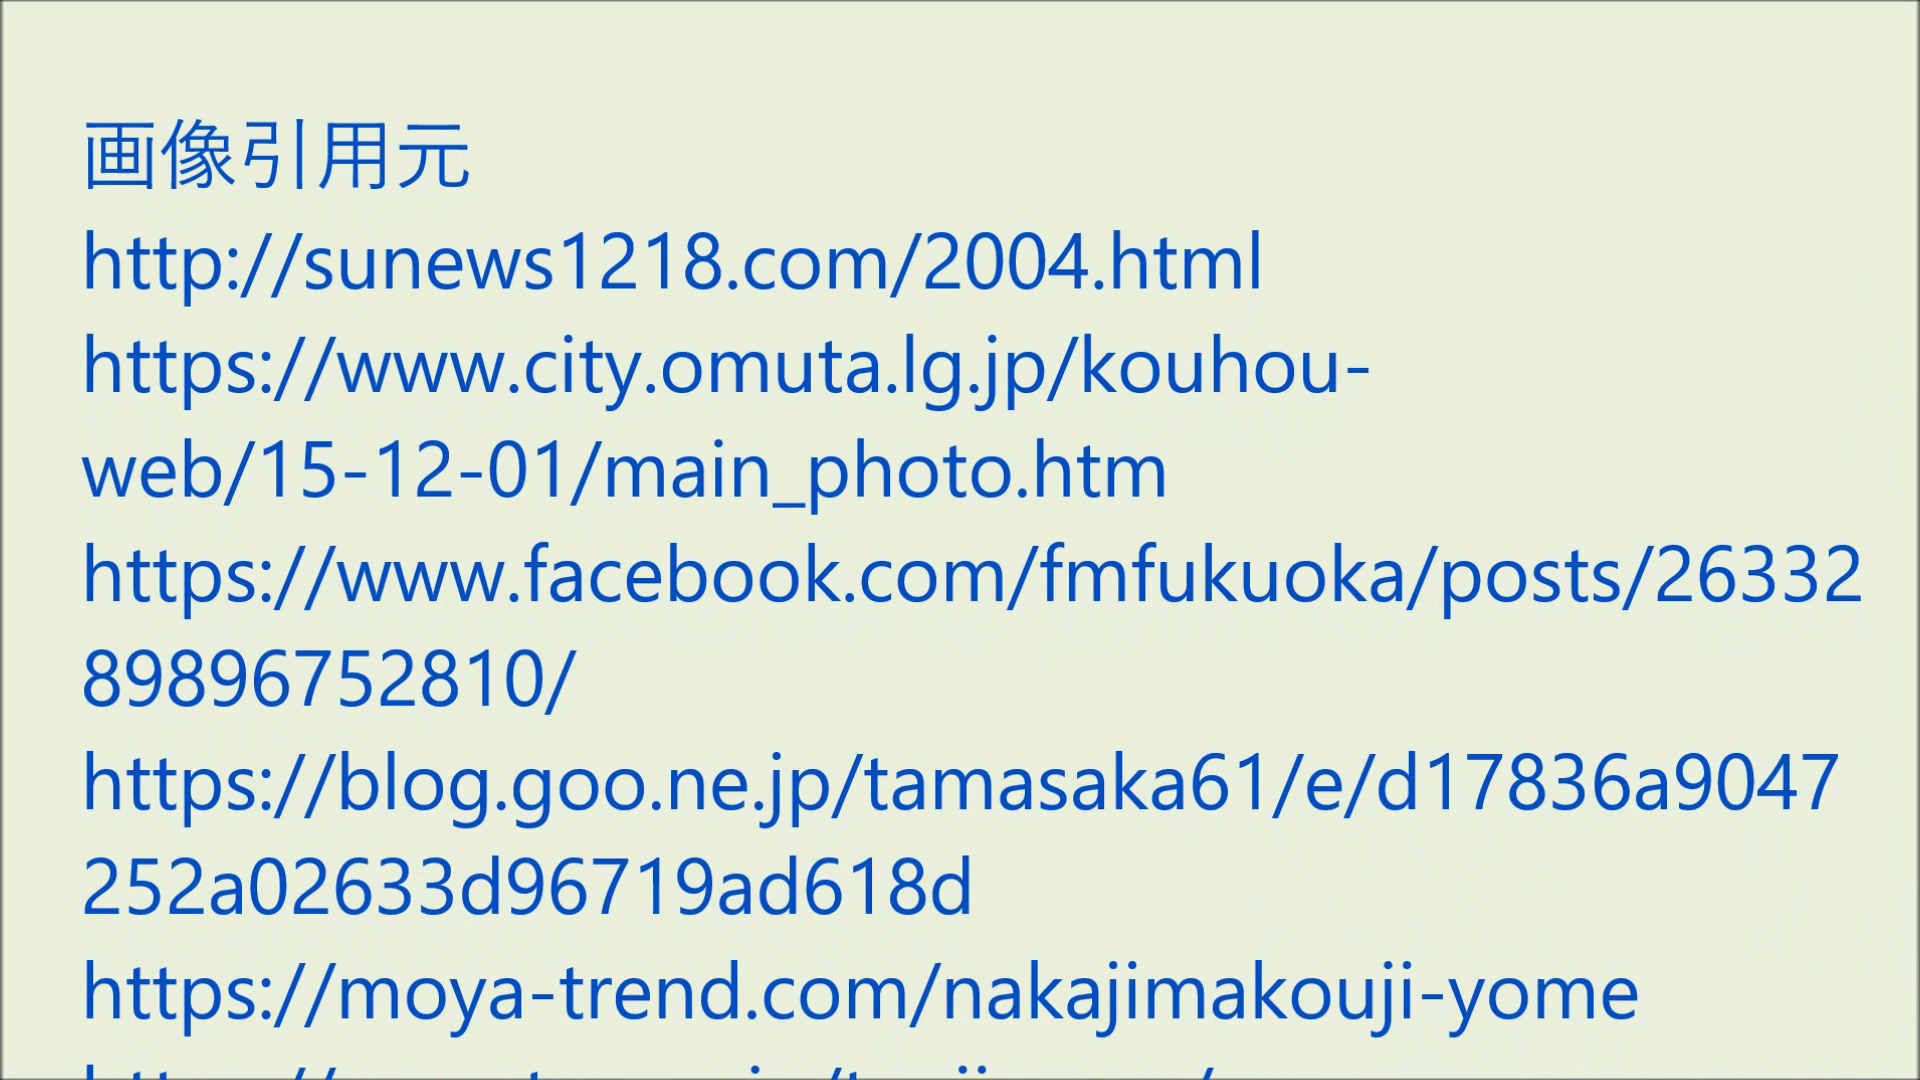 画像引用元
http://sunews1218.com/2004.html
https://www.city.omuta.lg.jp/kouhou-
web/15-12-01/main_photo.htm
https://www.facebook.com/fmfukuoka/posts/26332
89896752810/
https://blog.goo.ne.jp/tamasaka61/e/d17836a9047
252a02633d96719ad618d
https://moya-trend.com/nakajimakouji-yome